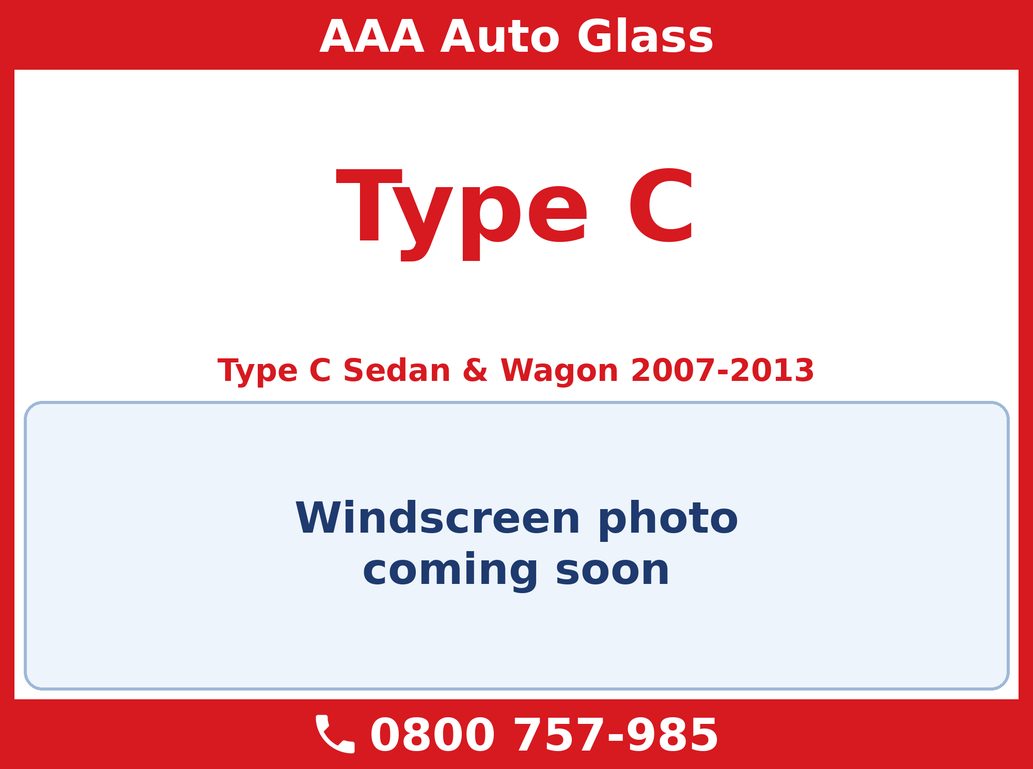 AAA Auto Glass
Type C
Type C Sedan & Wagon 2007-2013
Windscreen photo
coming soon
0800 757-985